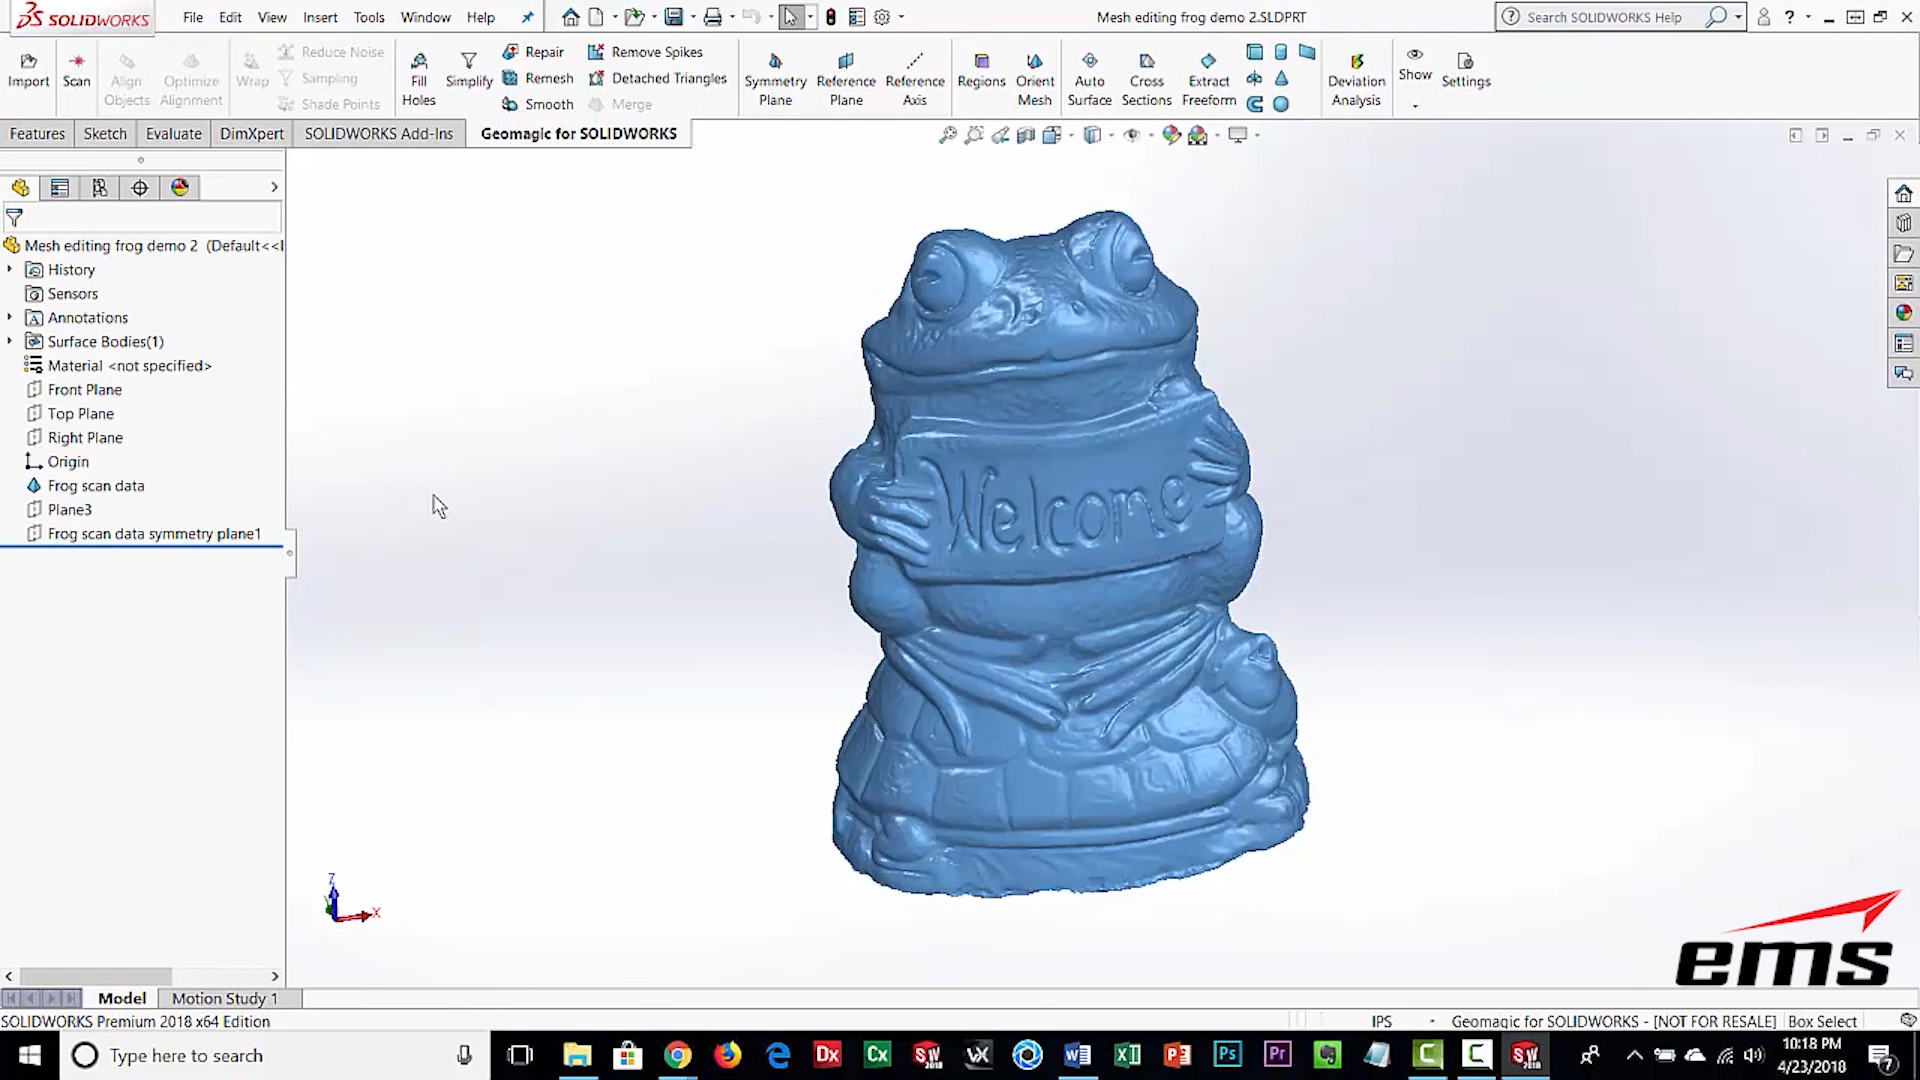 SOLIDWORKS File Edit View Insert Tools Window Help Mesh editing frog demo 2.SLDPRT Search SOLIDWORKS Help
Import Scan Align Objects Optimize Alignment Wrap Reduce Noise Sampling Shade Points Fill Holes Simplify Repair Remesh Smooth Remove Spikes Detached Triangles Merge Symmetry Plane Reference Plane Reference Axis Regions Orient Mesh Auto Surface Cross Sections Extract Freeform Deviation Analysis Show Settings
Features Sketch Evaluate DimXpert SOLIDWORKS Add-Ins Geomagic for SOLIDWORKS
Mesh editing frog demo 2 (Default<<
History
Sensors
Annotations
Surface Bodies(1)
Material <not specified>
Front Plane
Top Plane
Right Plane
Origin
Frog scan data
Plane3
Frog scan data symmetry plane1
Welcome
Z
X
ems
Model Motion Study 1
SOLIDWORKS Premium 2018 x64 Edition IPS Geomagic for SOLIDWORKS - [NOT FOR RESALE] Box Select
Type here to search
10:18 PM
4/23/2018